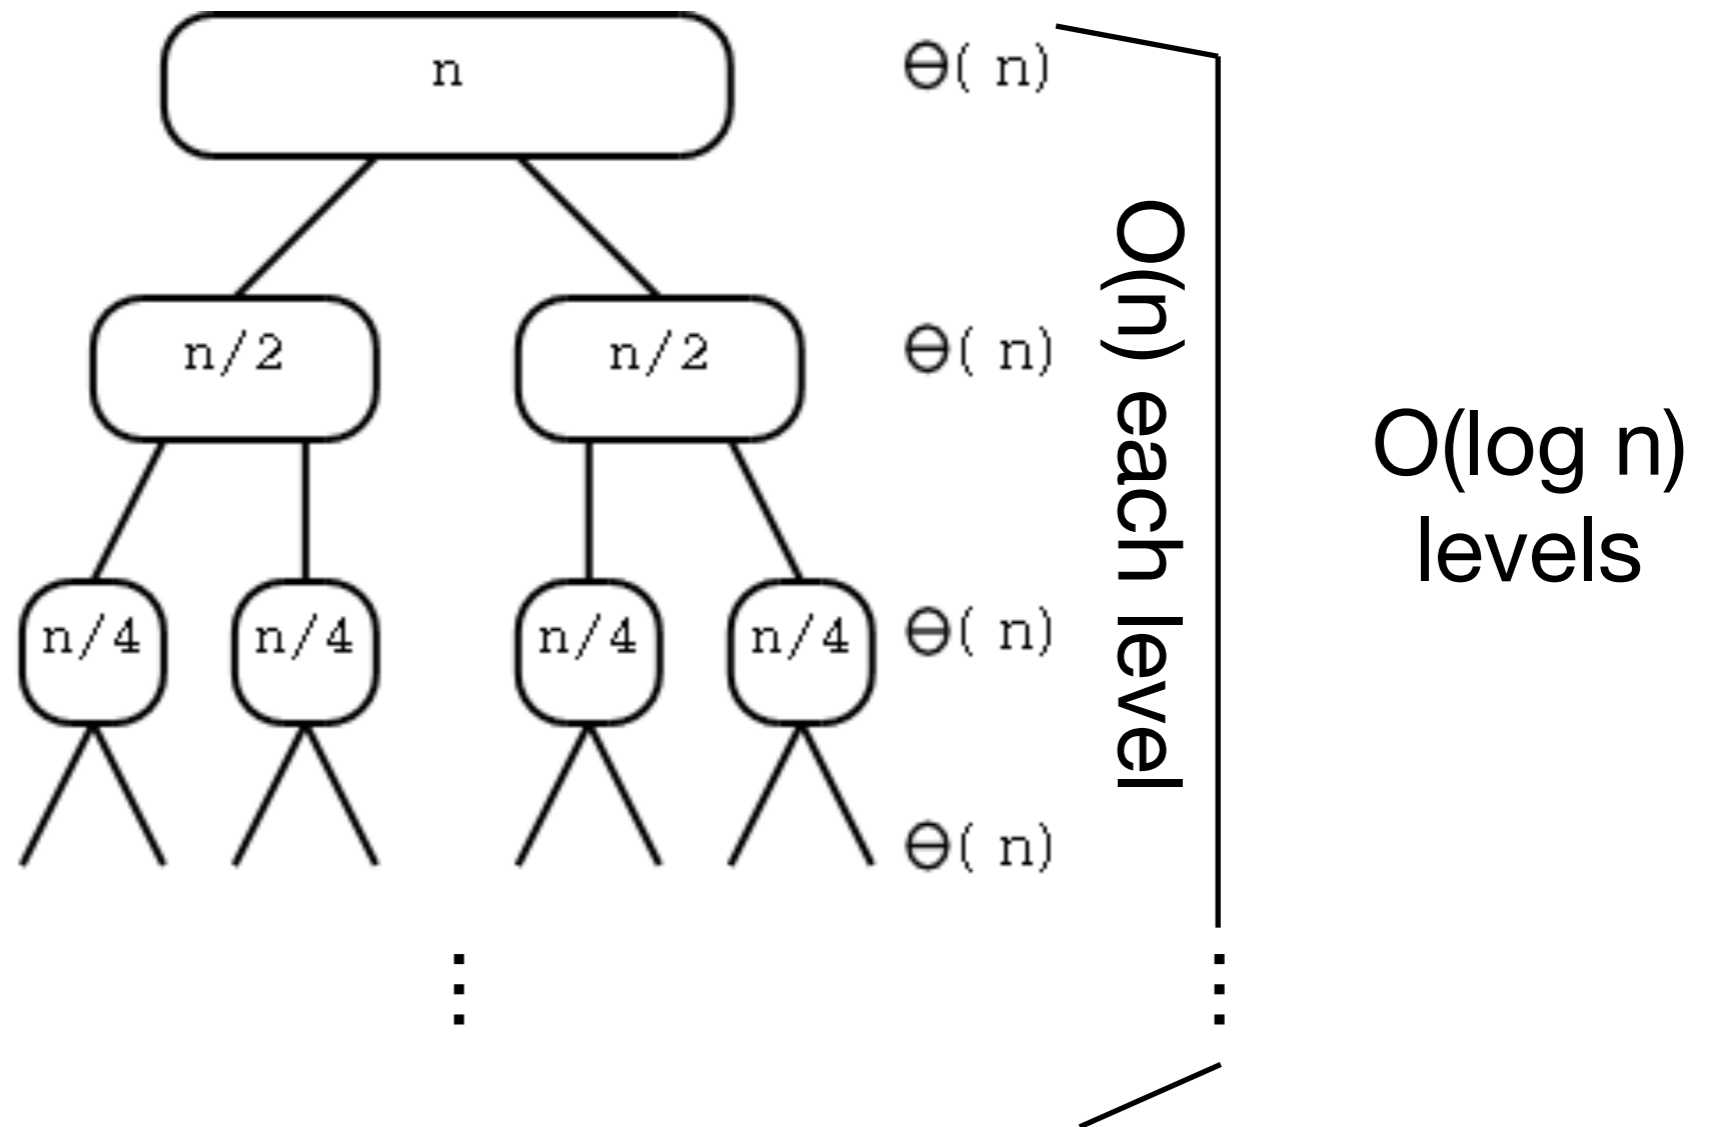 n
Θ( n)
n/2
n/2
Θ( n)
n/4
n/4
n/4
n/4
Θ( n)
Θ( n)
⋮
⋮
O(n) each level
O(log n)
levels